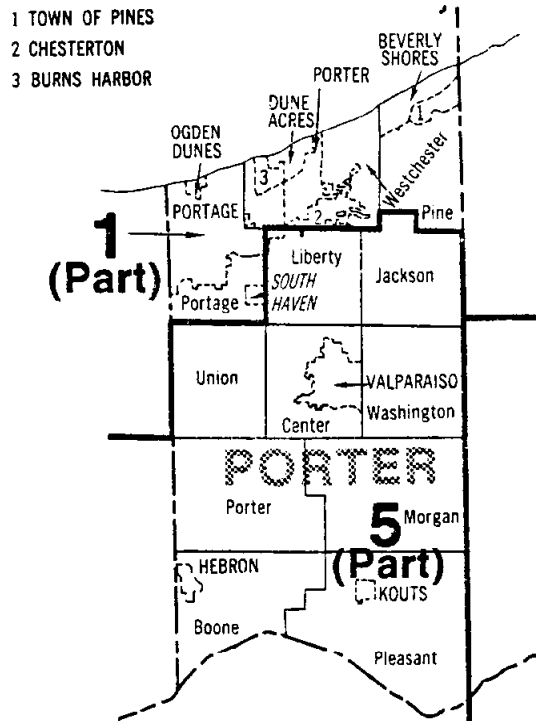 1 TOWN OF PINES
2 CHESTERTON
3 BURNS HARBOR
BEVERLY
SHORES
PORTER
DUNE
ACRES
OGDEN
DUNES
1
3
Westchester
PORTAGE
2
Pine
1
(Part)
Liberty
SOUTH
HAVEN
Jackson
Portage
Union
VALPARAISO
Washington
Center
PORTER
Porter
5
(Part)
Morgan
HEBRON
KOUTS
Boone
Pleasant